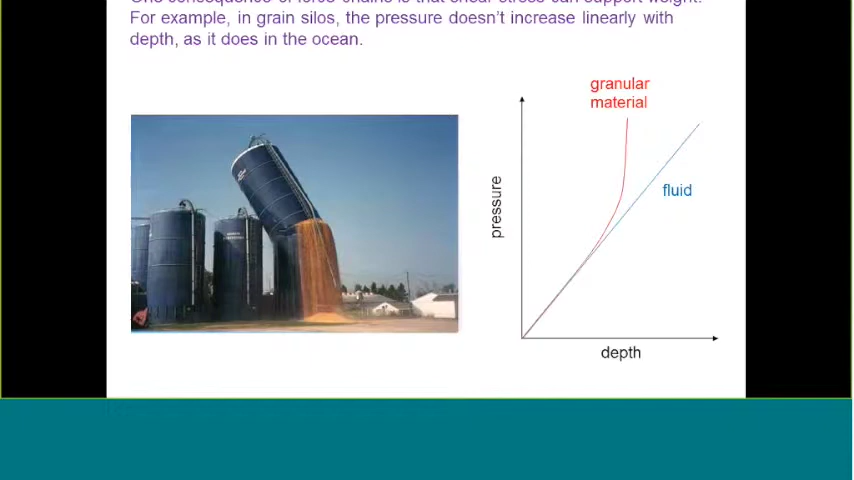 One consequence of force chains is that shear stress can support weight.
For example, in grain silos, the pressure doesn't increase linearly with
depth, as it does in the ocean.
granular
material
fluid
pressure
depth